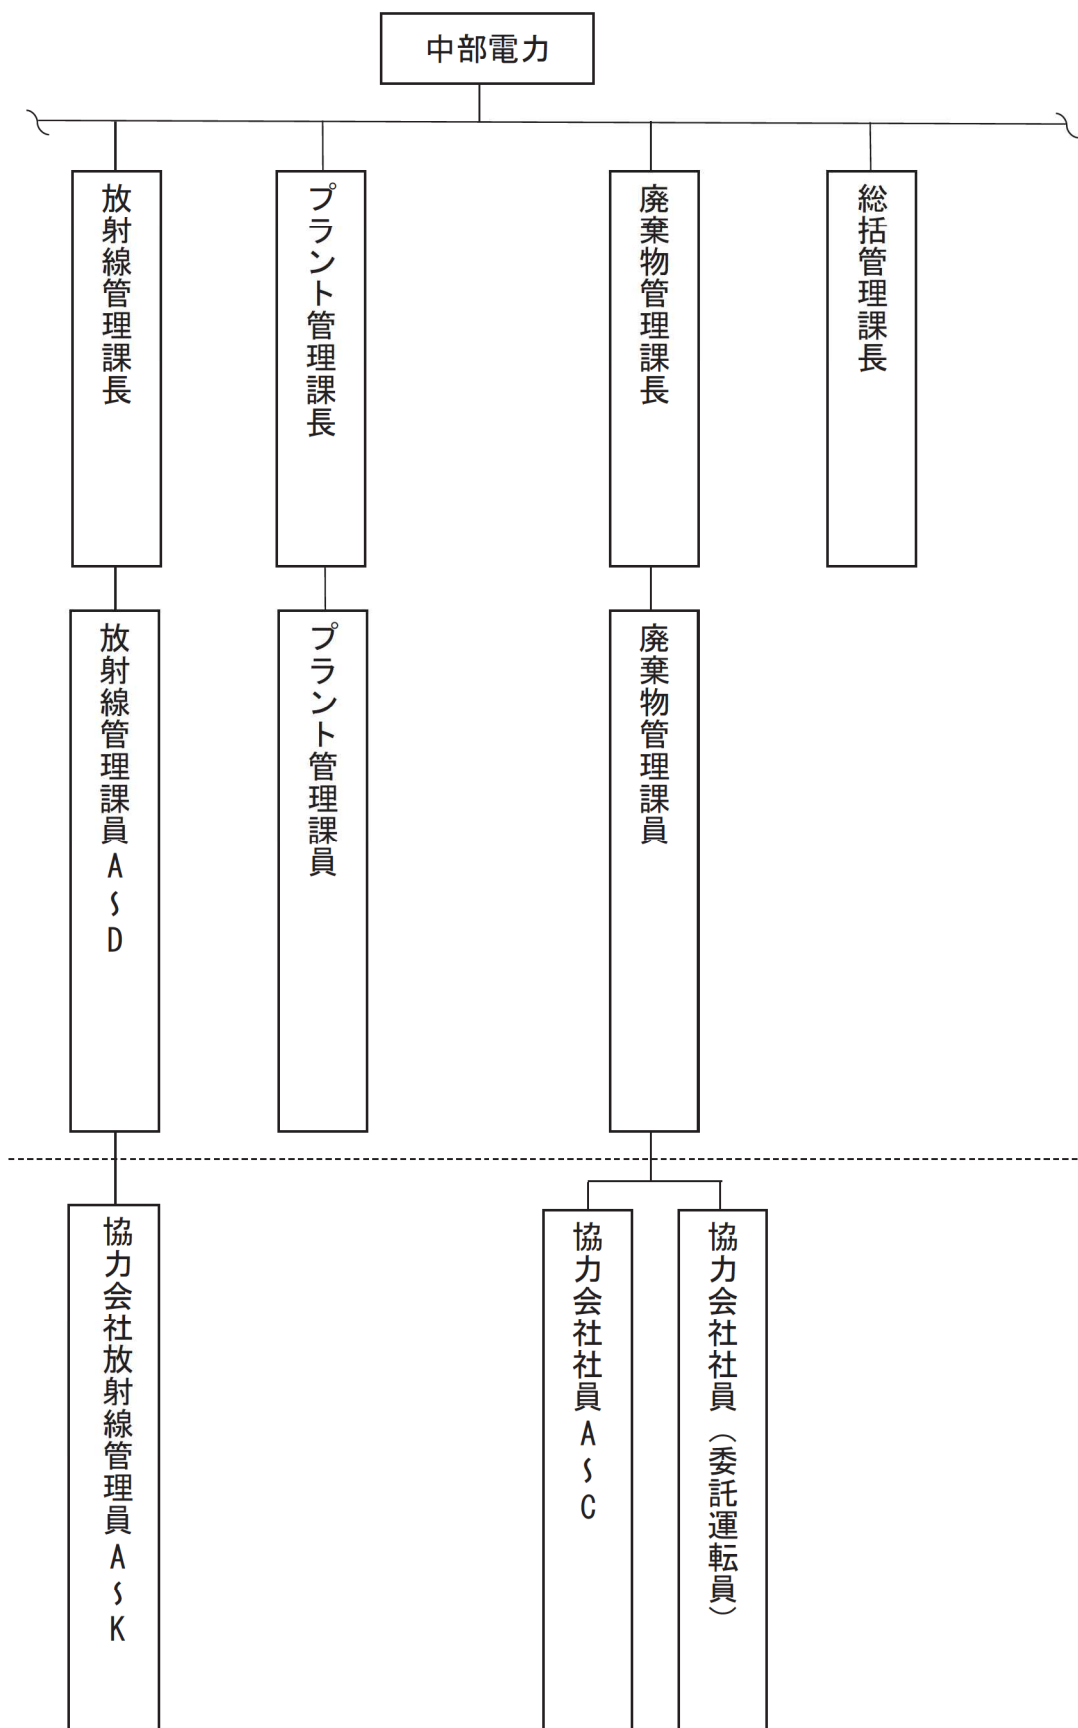 中部電力
放射線管理課長
プラント管理課長
廃棄物管理課長
総括管理課長
放射線管理課員A～D
プラント管理課員
廃棄物管理課員
協力会社放射線管理員A～K
協力会社社員A～C
協力会社社員（委託運転員）